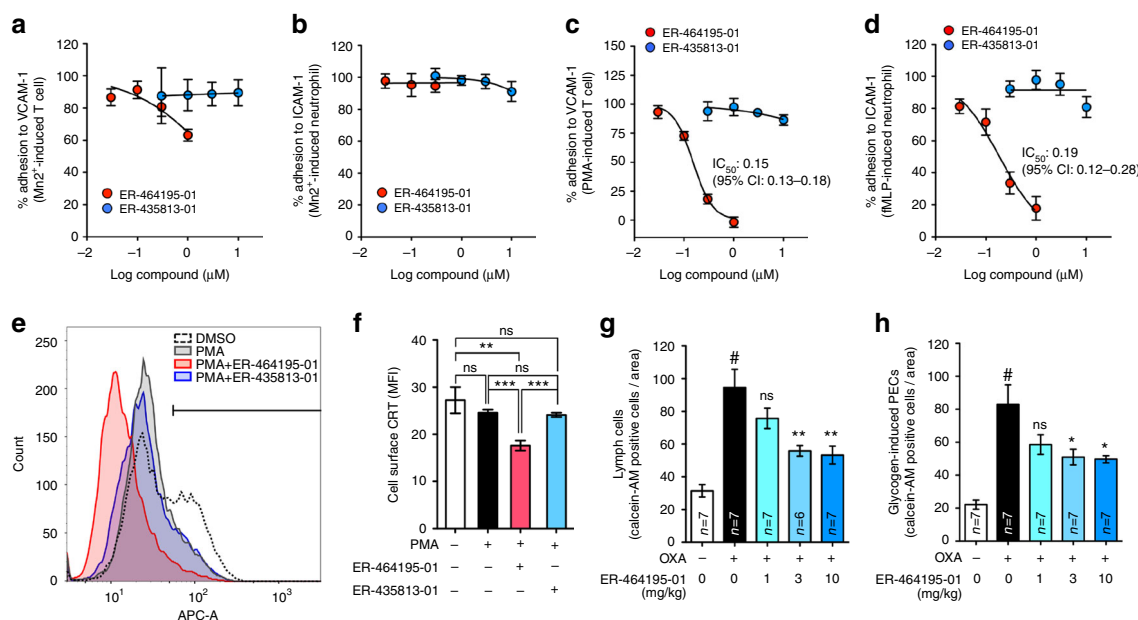 a
% adhesion to VCAM-1
(Mn2+-induced T cell)
120
100
80
60
40
20
0
−2
−1
0
1
Log compound (μM)
ER-464195-01
ER-435813-01
b
% adhesion to ICAM-1
(Mn2+-induced neutrophil)
120
100
80
60
40
20
0
−2
−1
0
1
Log compound (μM)
ER-464195-01
ER-435813-01
c
ER-464195-01
ER-435813-01
% adhesion to VCAM-1
(PMA-induced T cell)
150
125
100
75
50
25
0
IC50: 0.15
(95% CI: 0.13–0.18)
−2
−1
0
1
Log compound (μM)
d
ER-464195-01
ER-435813-01
% adhesion to ICAM-1
(fMLP-induced neutrophil)
120
100
80
60
40
20
0
IC50: 0.19
(95% CI: 0.12–0.28)
−2
−1
0
1
Log compound (μM)
e
DMSO
PMA
PMA+ER-464195-01
PMA+ER-435813-01
Count
250
200
150
100
50
0
101
102
103
APC-A
f
Cell surface CRT (MFI)
40
30
20
10
0
ns
**
ns
ns
***
***
PMA
− + + +
ER-464195-01
− − + −
ER-435813-01
− − − +
g
Lymph cells
(calcein-AM positive cells / area)
120
100
80
60
40
20
0
#
ns
**
**
n=7
n=7
n=7
n=6
n=7
OXA
− + + + +
ER-464195-01
(mg/kg)
0 0 1 3 10
h
Glycogen-induced PECs
(calcein-AM positive cells / area)
120
100
80
60
40
20
0
#
ns
*
*
n=7
n=7
n=7
n=7
n=7
OXA
− + + + +
ER-464195-01
(mg/kg)
0 0 1 3 10